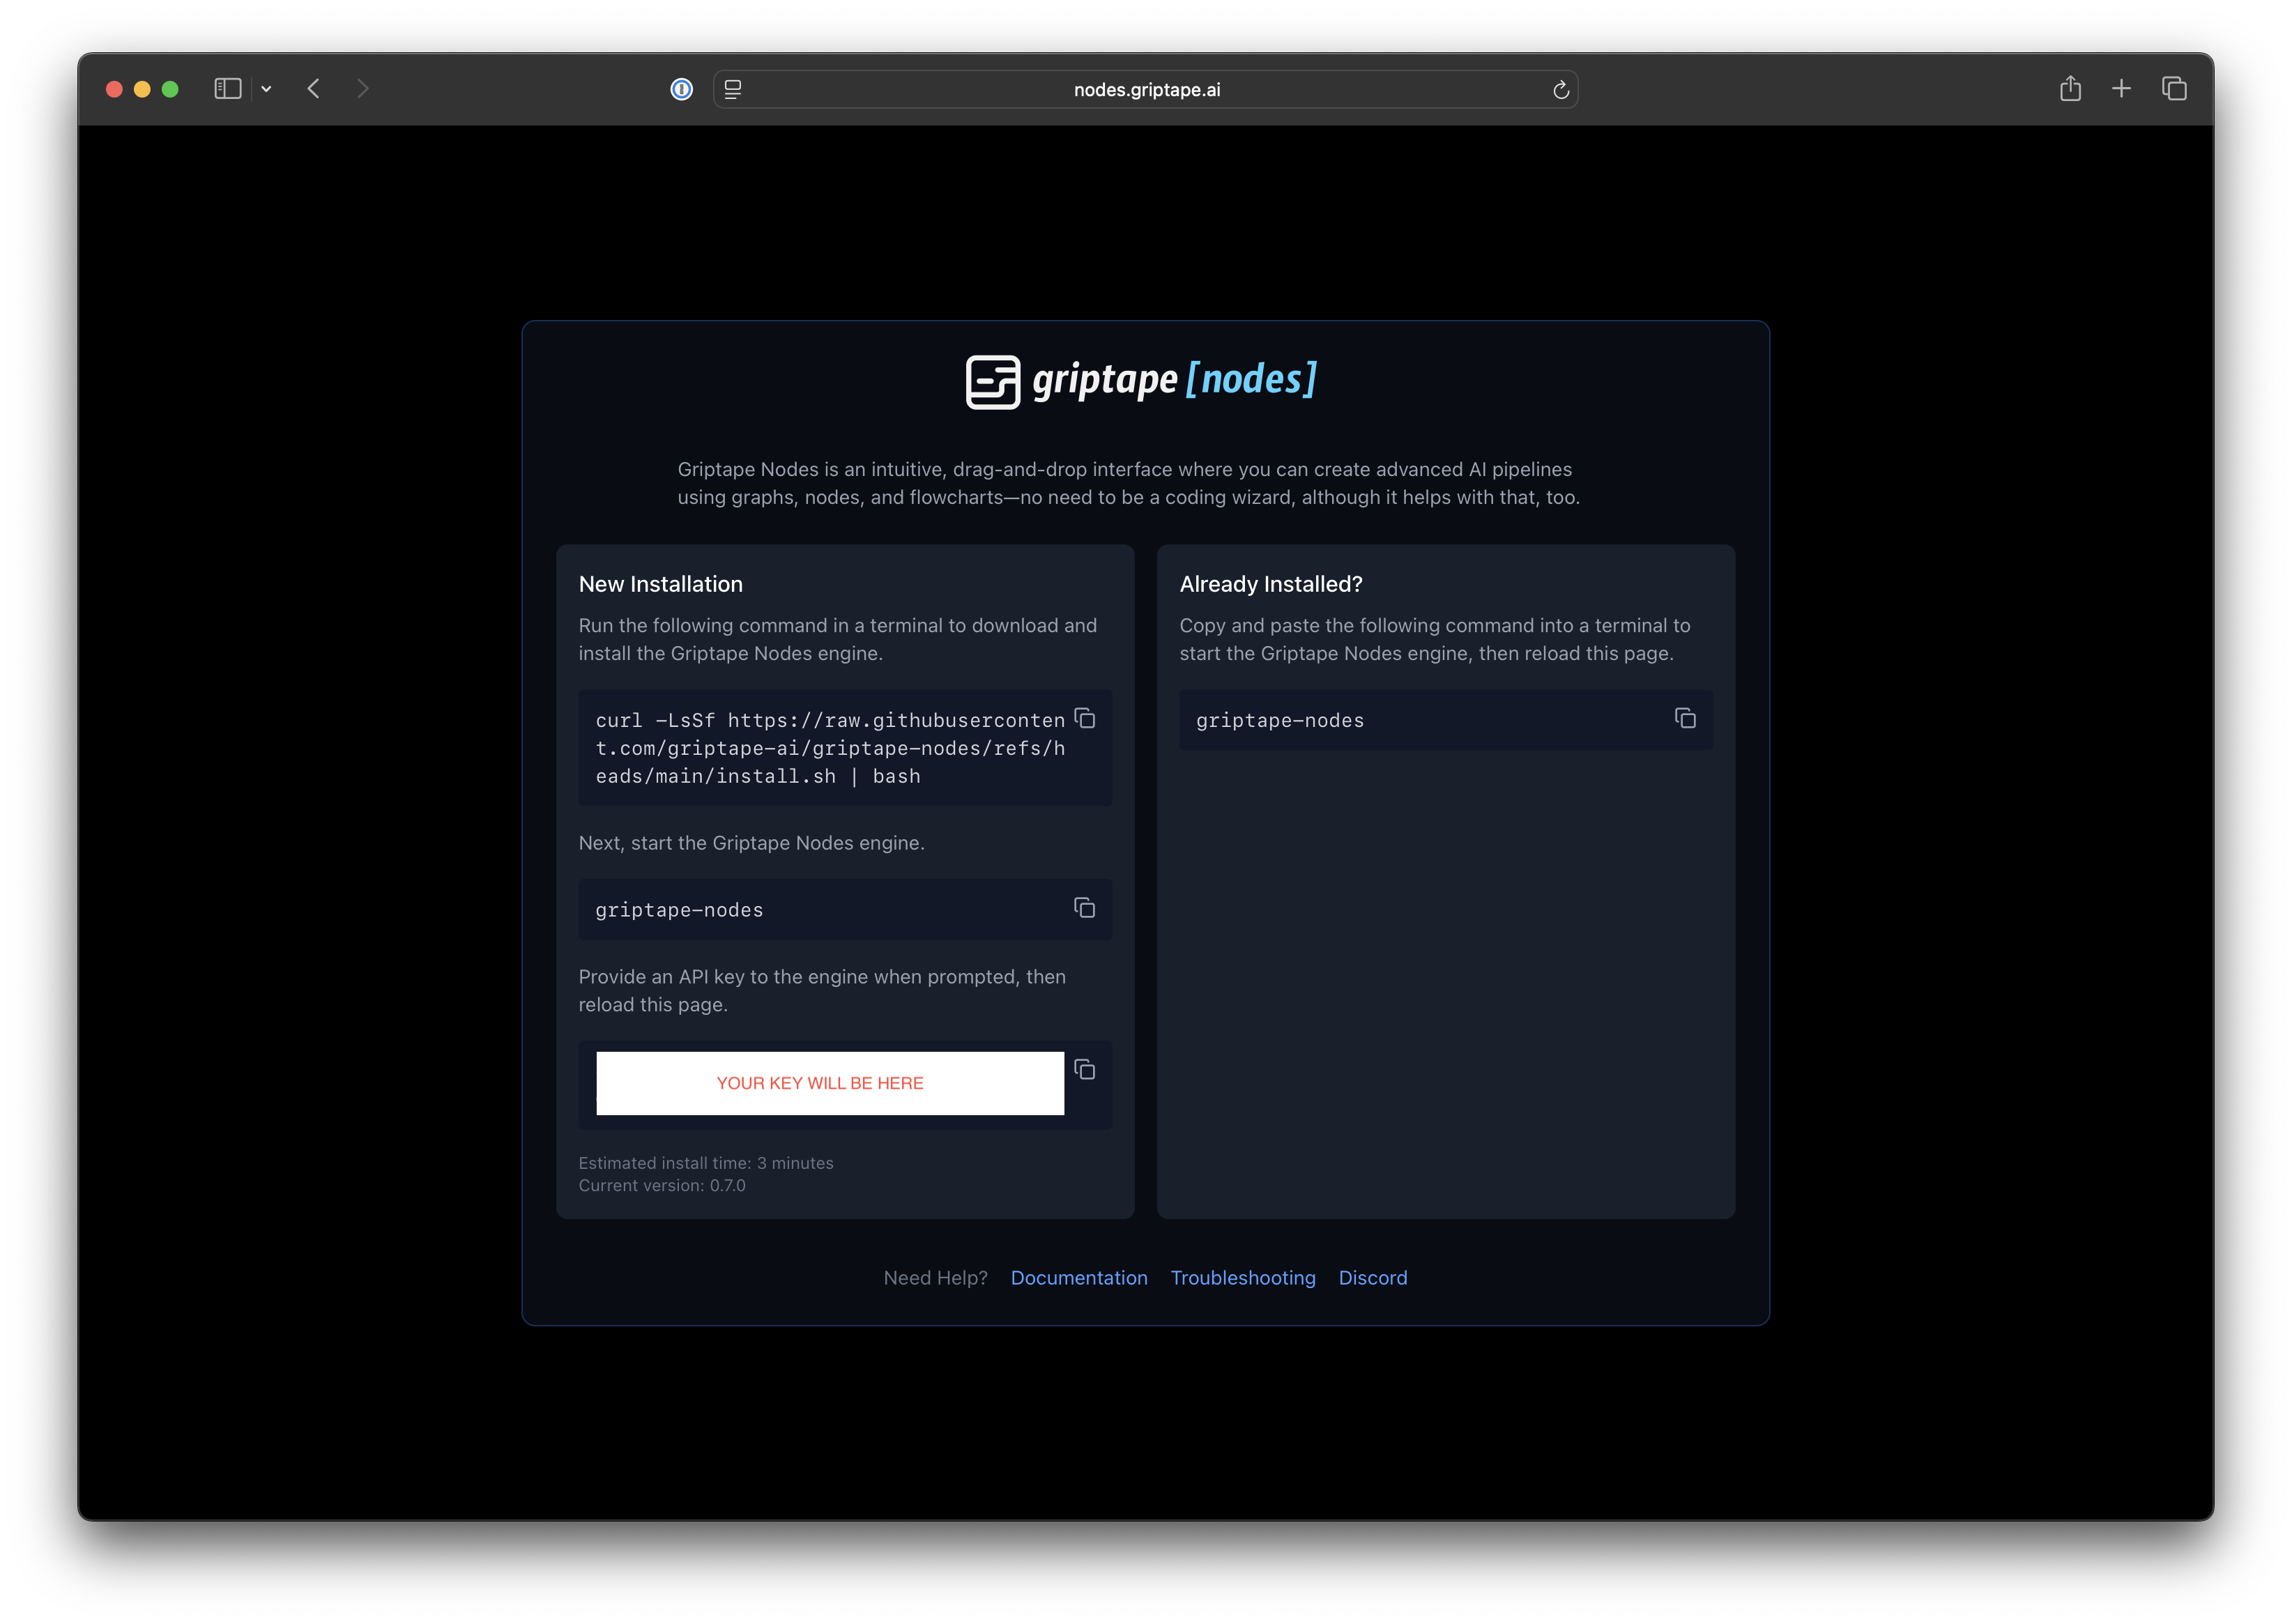 nodes.griptape.ai
griptape [nodes]
Griptape Nodes is an intuitive, drag-and-drop interface where you can create advanced AI pipelines
using graphs, nodes, and flowcharts—no need to be a coding wizard, although it helps with that, too.
New Installation
Run the following command in a terminal to download and
install the Griptape Nodes engine.
curl -LsSf https://raw.githubuserconten
t.com/griptape-ai/griptape-nodes/refs/h
eads/main/install.sh | bash
Next, start the Griptape Nodes engine.
griptape-nodes
Provide an API key to the engine when prompted, then
reload this page.
YOUR KEY WILL BE HERE
Estimated install time: 3 minutes
Current version: 0.7.0
Already Installed?
Copy and paste the following command into a terminal to
start the Griptape Nodes engine, then reload this page.
griptape-nodes
Need Help? Documentation Troubleshooting Discord